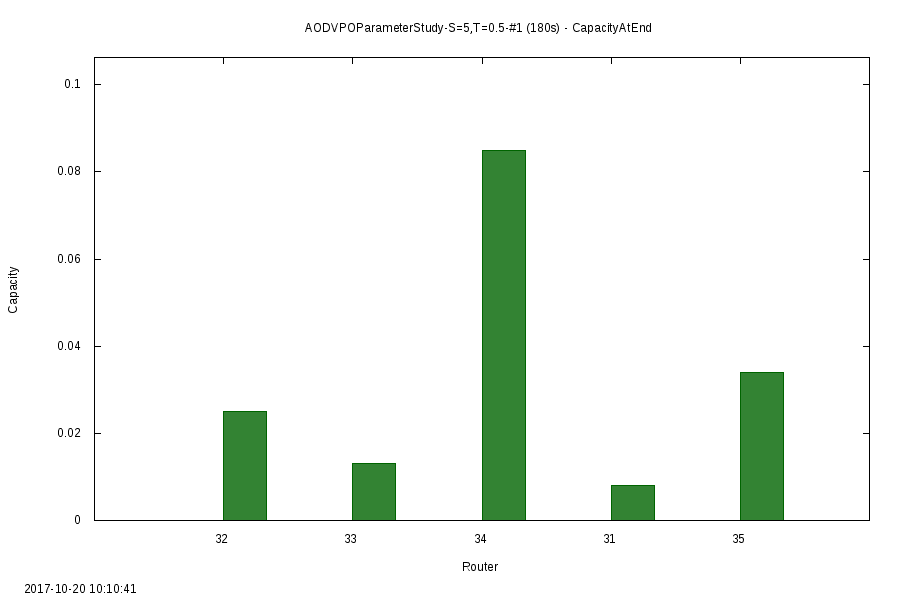 AODVPOParameterStudy-S=5,T=0.5-#1 (180s) - CapacityAtEnd
0.1
0.08
0.06
0.04
0.02
0
Capacity
32 33 34 31 35
Router
2017-10-20 10:10:41